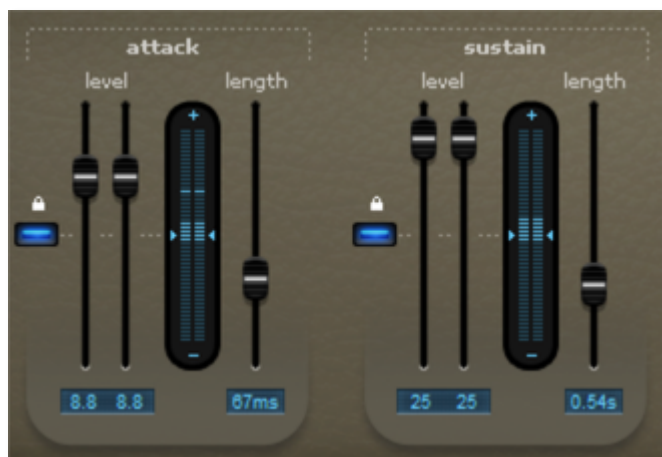 attack
level length
+
-
8.8 8.8 67ms
sustain
level length
+
-
25 25 0.54s